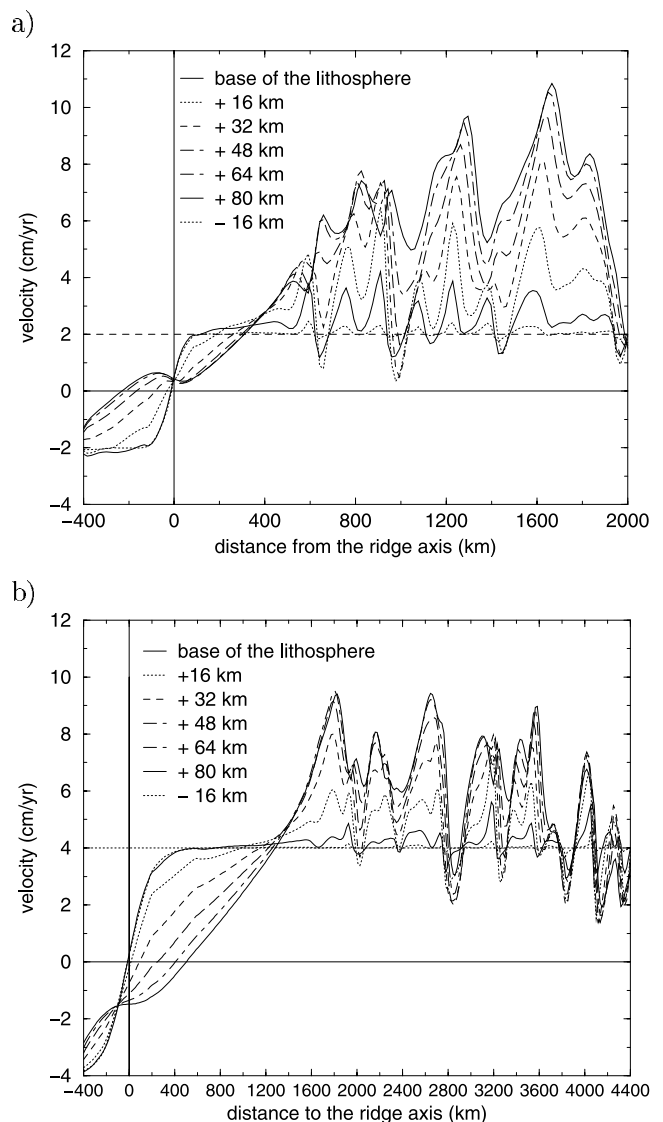 a)
12
10
8
6
4
2
0
−2
−4
velocity (cm/yr)
base of the lithosphere
+ 16 km
+ 32 km
+ 48 km
+ 64 km
+ 80 km
− 16 km
−400 0 400 800 1200 1600 2000
distance from the ridge axis (km)
b)
12
10
8
6
4
2
0
−2
−4
velocity (cm/yr)
base of the lithosphere
+16 km
+ 32 km
+ 48 km
+ 64 km
+ 80 km
− 16 km
−400 0 400 800 1200 1600 2000 2400 2800 3200 3600 4000 4400
distance to the ridge axis (km)